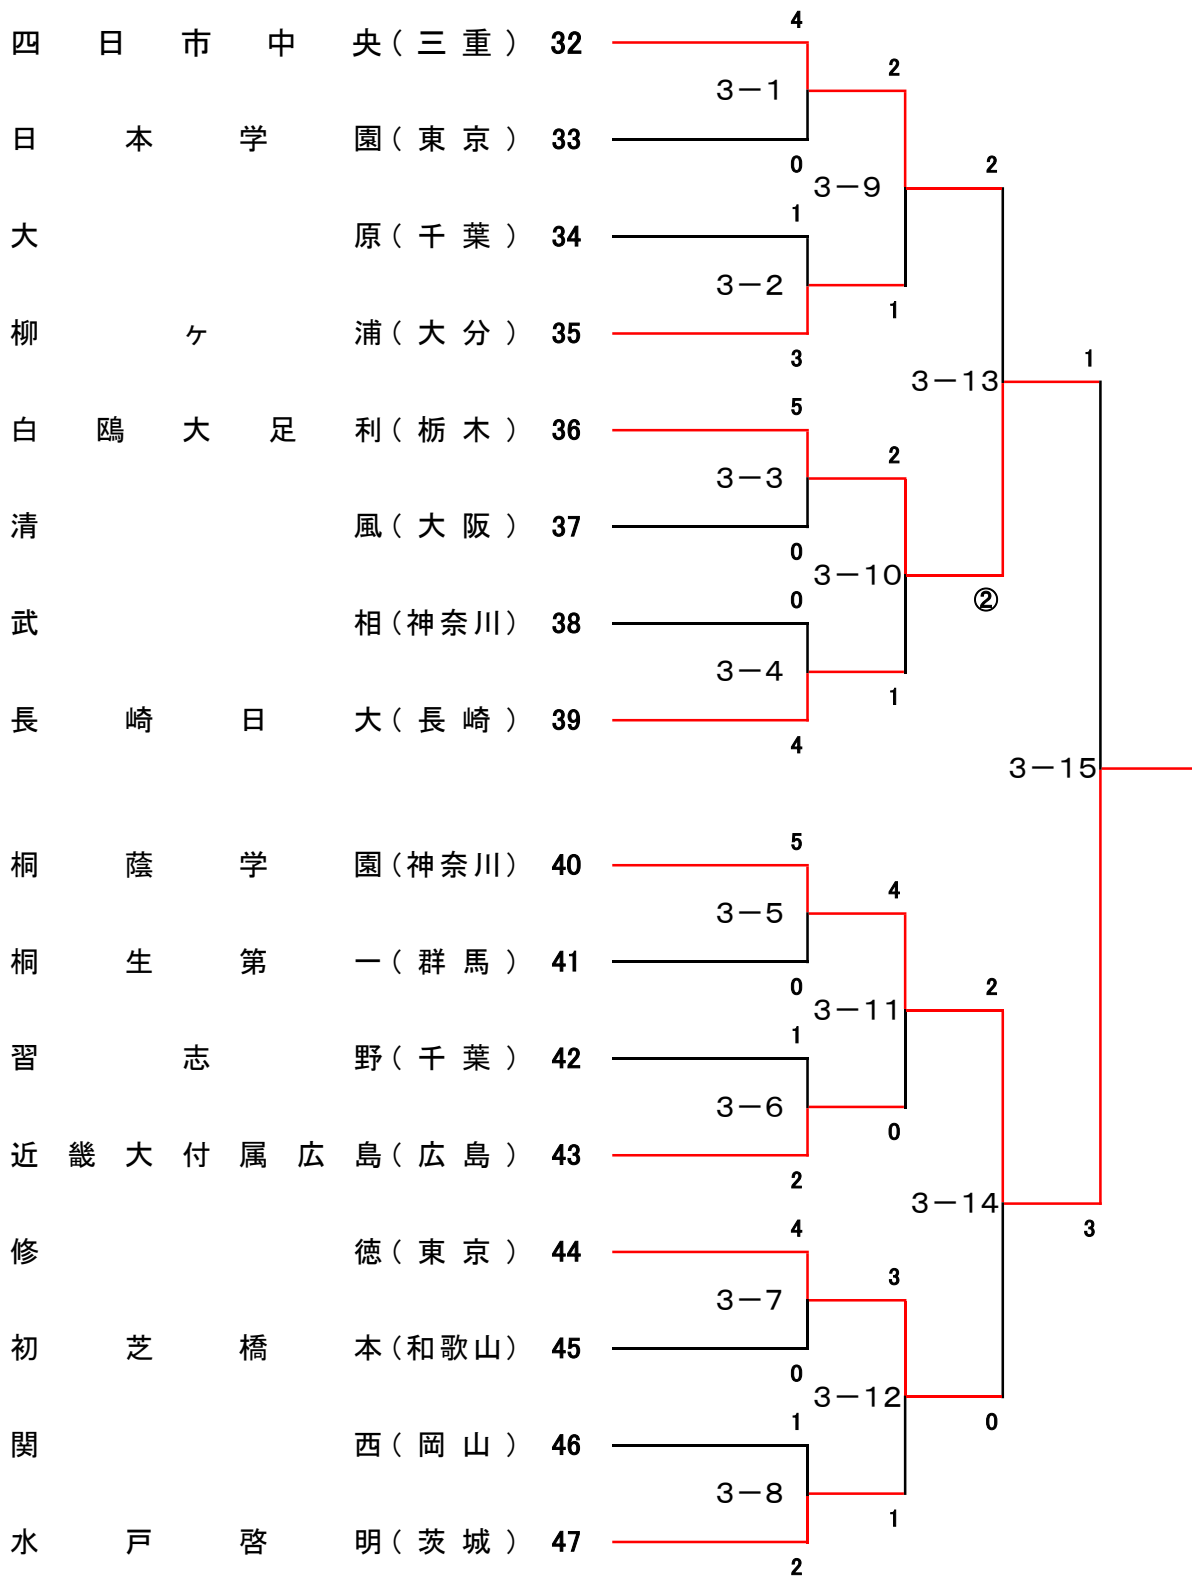 4
四日市中央(三重) 32
2
3−1
日本学園(東京) 33
0
2
3−9
1
大原(千葉) 34
3−2
1
柳ヶ浦(大分) 35
3
1
3−13
5
白鴎大足利(栃木) 36
2
3−3
清風(大阪) 37
0
3−10
0
②
武相(神奈川) 38
3−4
1
長崎日大(長崎) 39
4
3−15
5
桐蔭学園(神奈川) 40
4
3−5
桐生第一(群馬) 41
0
2
3−11
1
習志野(千葉) 42
3−6
0
近畿大付属広島(広島) 43
2
3−14
4
3
修徳(東京) 44
3
3−7
初芝橋本(和歌山) 45
0
3−12
1
0
関西(岡山) 46
3−8
1
水戸啓明(茨城) 47
2